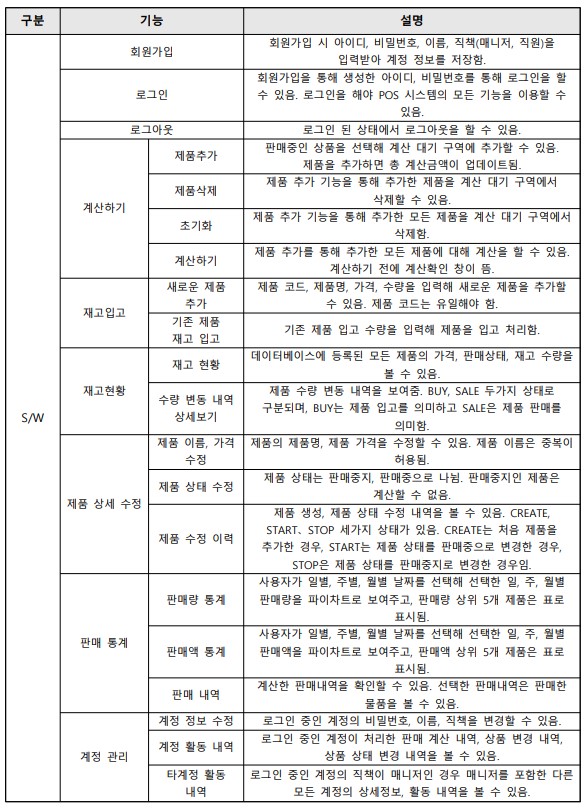 구분 기능 설명
S/W
회원가입
회원가입 시 아이디, 비밀번호, 이름, 직책(매니저, 직원)을
입력받아 계정 정보를 저장함.
로그인
회원가입을 통해 생성한 아이디, 비밀번호를 통해 로그인을 할
수 있음. 로그인을 해야 POS 시스템의 모든 기능을 이용할 수
있음.
로그아웃
로그인 된 상태에서 로그아웃을 할 수 있음.
계산하기
제품추가
판매중인 상품을 선택해 계산 대기 구역에 추가할 수 있음.
제품을 추가하면 총 계산금액이 업데이트됨.
제품삭제
제품 추가 기능을 통해 추가한 제품을 계산 대기 구역에서
삭제할 수 있음.
초기화
제품 추가 기능을 통해 추가한 모든 제품을 계산 대기 구역에서
삭제함.
계산하기
제품 추가를 통해 추가한 모든 제품에 대해 계산을 할 수 있음.
계산하기 전에 계산확인 창이 뜸.
재고입고
새로운 제품
추가
제품 코드, 제품명, 가격, 수량을 입력해 새로운 제품을 추가할
수 있음. 제품 코드는 유일해야 함.
기존 제품
재고 입고
기존 제품 입고 수량을 입력해 제품을 입고 처리함.
재고현황
재고 현황
데이터베이스에 등록된 모든 제품의 가격, 판매상태, 재고 수량을
볼 수 있음.
수량 변동 내역
상세보기
제품 수량 변동 내역을 보여줌. BUY, SALE 두가지 상태로
구분되며, BUY는 제품 입고를 의미하고 SALE은 제품 판매를
의미함.
제품 상세 수정
제품 이름, 가격
수정
제품의 제품명, 제품 가격을 수정할 수 있음. 제품 이름은 중복이
허용됨.
제품 상태 수정
제품 상태는 판매중지, 판매중으로 나뉨. 판매중지인 제품은
계산할 수 없음.
제품 수정 이력
제품 생성, 제품 상태 수정 내역을 볼 수 있음. CREATE,
START、STOP 세가지 상태가 있음. CREATE는 처음 제품을
추가한 경우, START는 제품 상태를 판매중으로 변경한 경우,
STOP은 제품 상태를 판매중지로 변경한 경우임.
판매 통계
판매량 통계
사용자가 일별, 주별, 월별 날짜를 선택해 선택한 일, 주, 월별
판매량을 파이차트로 보여주고, 판매량 상위 5개 제품은 표로
표시됨.
판매액 통계
사용자가 일별, 주별, 월별 날짜를 선택해 선택한 일, 주, 월별
판매액을 파이차트로 보여주고, 판매액 상위 5개 제품은 표로
표시됨.
판매 내역
계산한 판매내역을 확인할 수 있음. 선택한 판매내역은 판매한
물품을 볼 수 있음.
계정 관리
계정 정보 수정
로그인 중인 계정의 비밀번호, 이름, 직책을 변경할 수 있음.
계정 활동 내역
로그인 중인 계정이 처리한 판매 계산 내역, 상품 변경 내역,
상품 상태 변경 내역을 볼 수 있음.
타계정 활동
내역
로그인 중인 계정의 직책이 매니저인 경우 매니저를 포함한 다른
모든 계정의 상세정보, 활동 내역을 볼 수 있음.